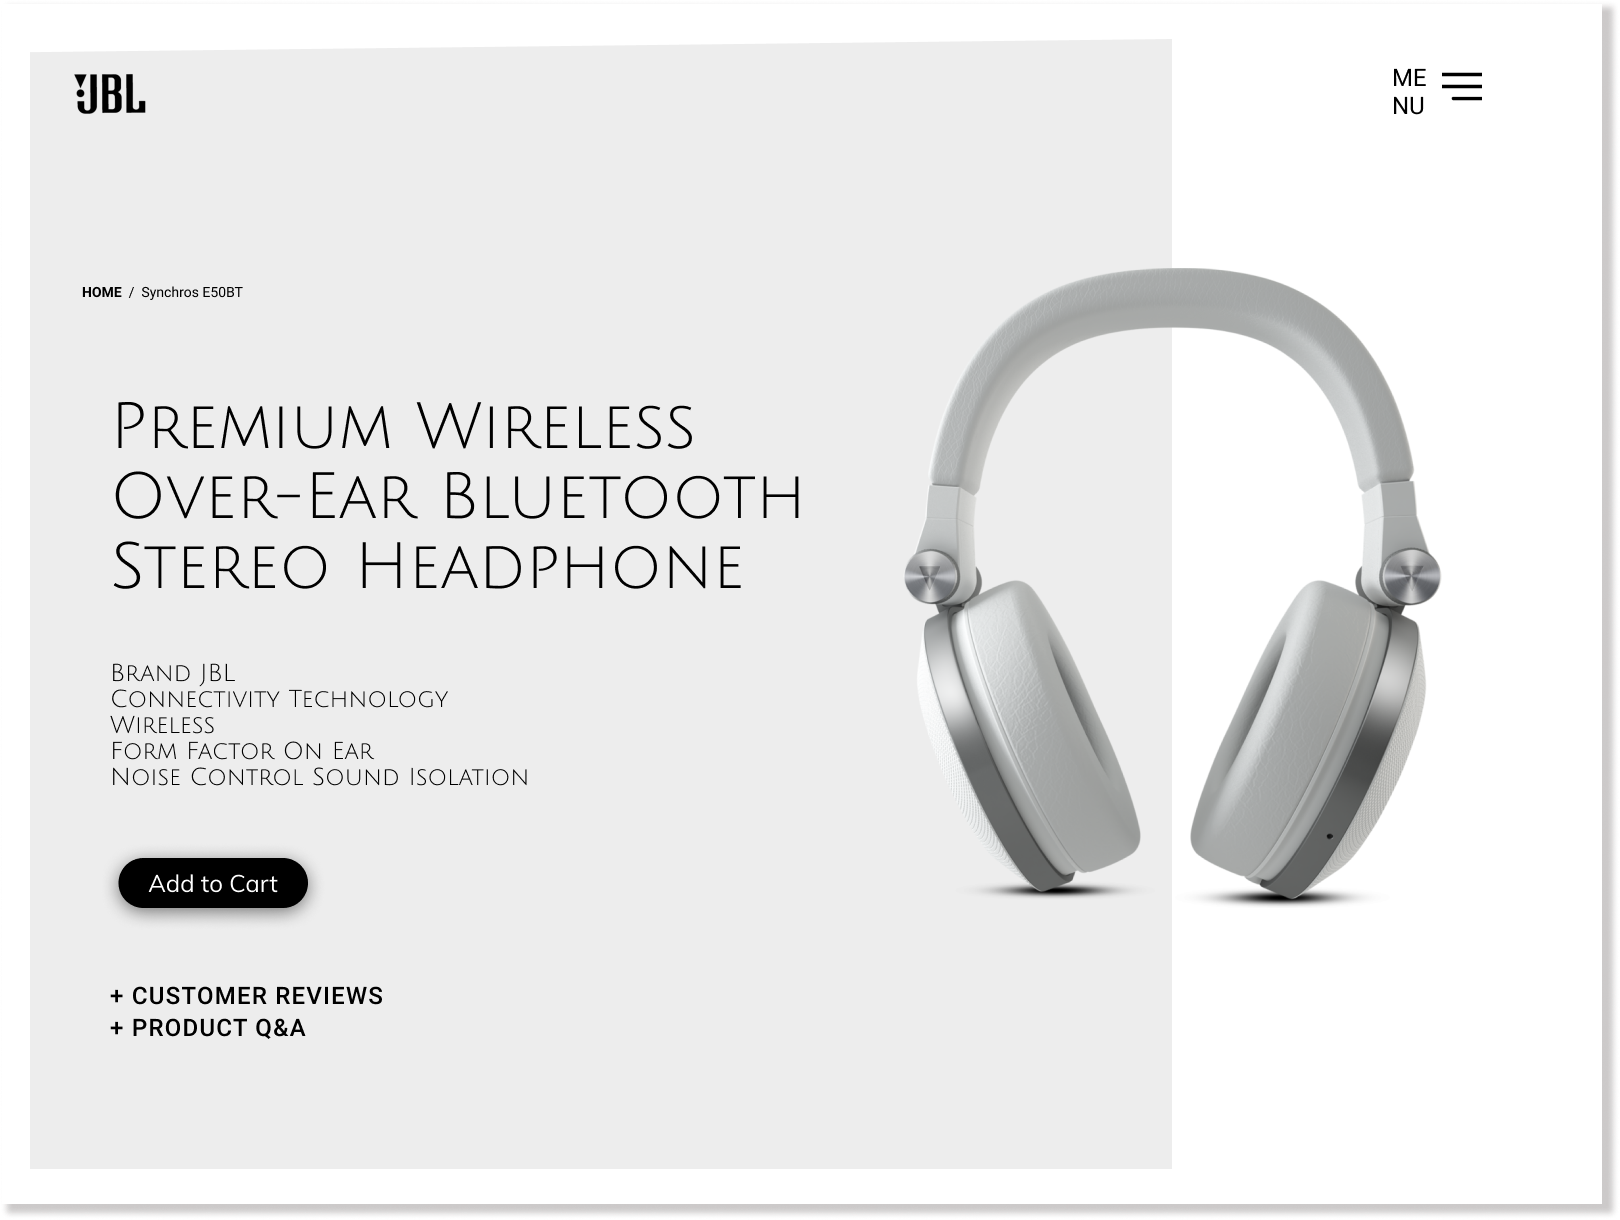 JBL
ME
NU
HOME / Synchros E50BT
Premium Wireless
Over-Ear Bluetooth
Stereo Headphone
Brand JBL
Connectivity Technology
Wireless
Form Factor On Ear
Noise Control Sound Isolation
Add to Cart
+ CUSTOMER REVIEWS
+ PRODUCT Q&A